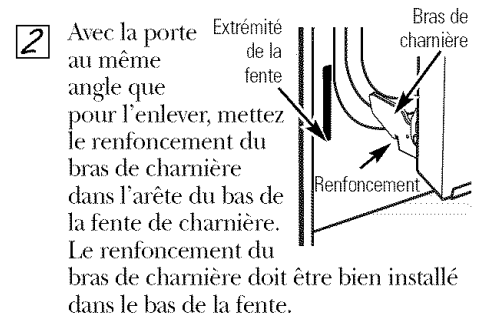 2 Avec la porte
au même
angle que
pour l'enlever, mettez
le renfoncement du
bras de charnière
dans l'arête du bas de
la fente de charnière.
Le renfoncement du
bras de charnière doit être bien installé
dans le bas de la fente.
Extrémité
de la
fente
Bras de
charnière
Renfoncement